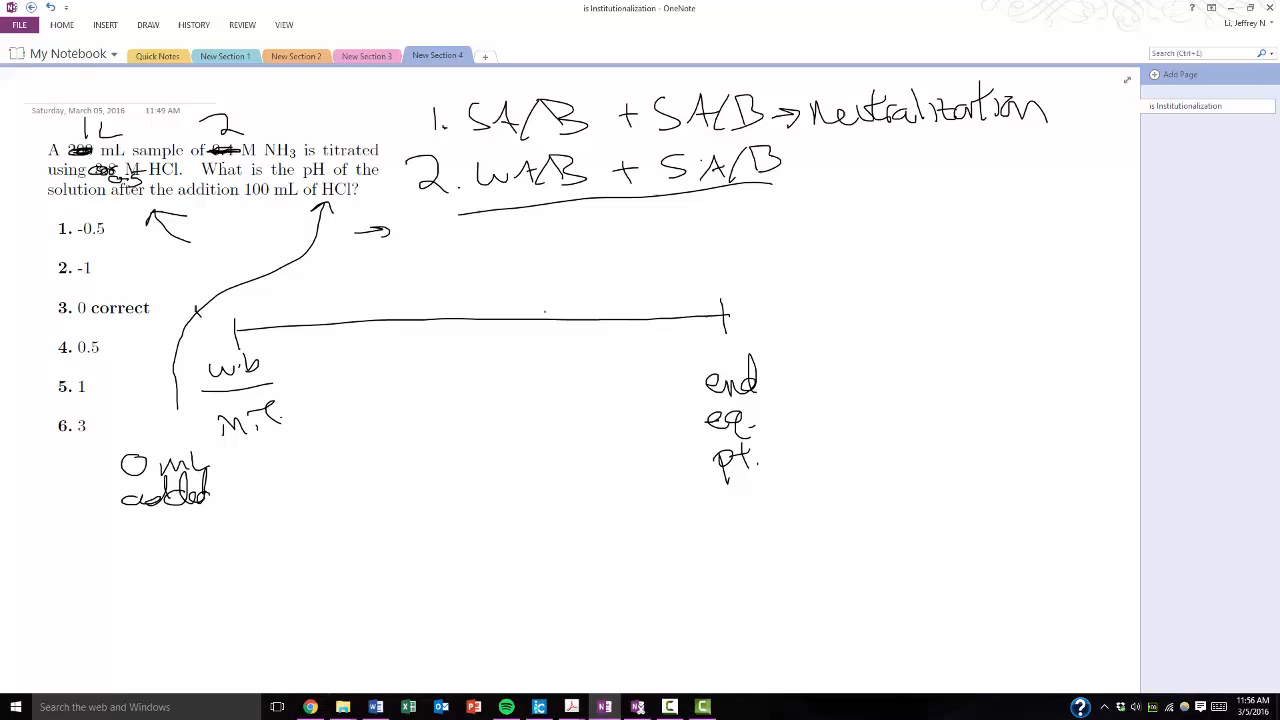 is Institutionalization - OneNote
FILE HOME INSERT DRAW HISTORY REVIEW VIEW
Li, Jeffrey N
My Notebook Quick Notes New Section 1 New Section 2 New Section 3 New Section 4
Search (Ctrl+E)
Add Page
is Institutionalization
Saturday, March 05, 2016 11:49 AM
1L 2
A mL sample of M NH3 is titrated
using M HCl. What is the pH of the
0.5
solution after the addition 100 mL of HCl?
1. -0.5
2. -1
3. 0 correct
4. 0.5
5. 1
6. 3
1. SA/B + SA/B → neutralization
2. WA/B + SA/B
w.b
0 mL
added
end
eq.
pt.
Search the web and Windows
11:56 AM
3/5/2016